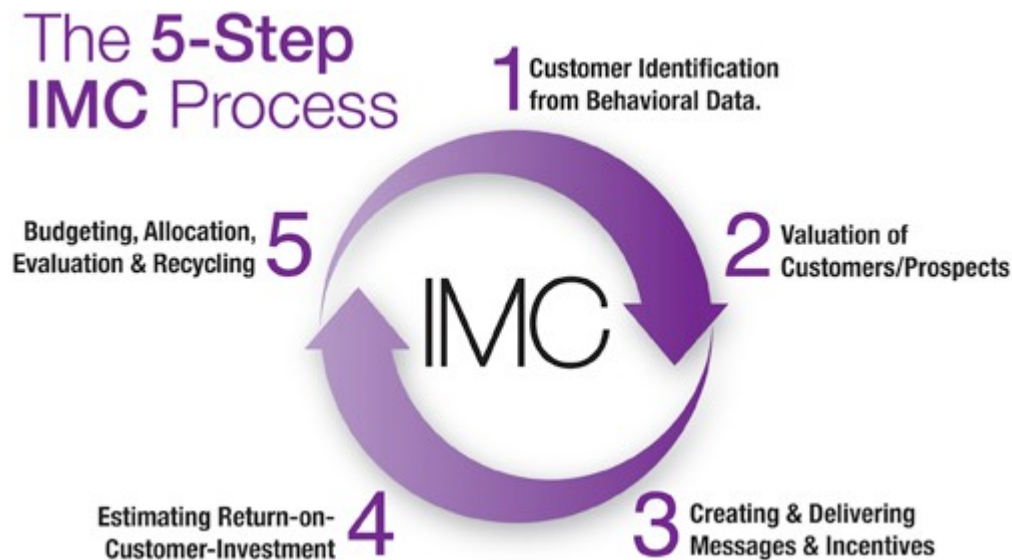 The 5-Step
IMC Process
1 Customer Identification
from Behavioral Data.
2 Valuation of
Customers/Prospects
3 Creating & Delivering
Messages & Incentives
4 Estimating Return-on-
Customer-Investment
5 Budgeting, Allocation,
Evaluation & Recycling
IMC